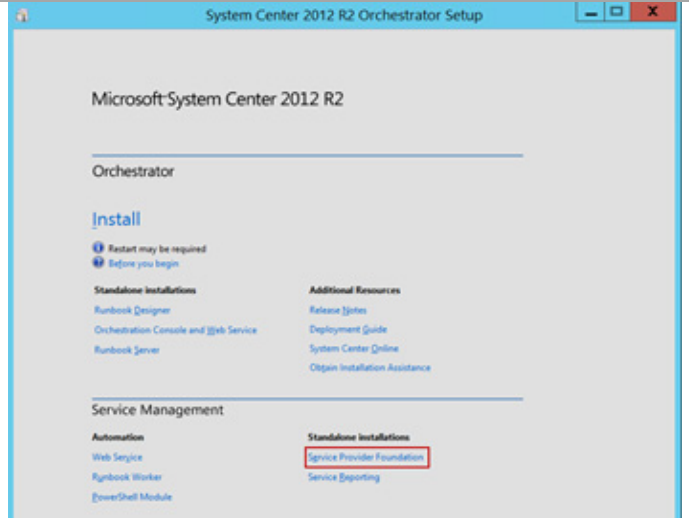 System Center 2012 R2 Orchestrator Setup
Microsoft System Center 2012 R2
Orchestrator
Install
Restart may be required
Before you begin
Standalone installations
Runbook Designer
Orchestration Console and Web Service
Runbook Server
Additional Resources
Release Notes
Deployment Guide
System Center Online
Obtain Installation Assistance
Service Management
Automation
Web Service
Runbook Worker
PowerShell Module
Standalone installations
Service Provider Foundation
Service Reporting